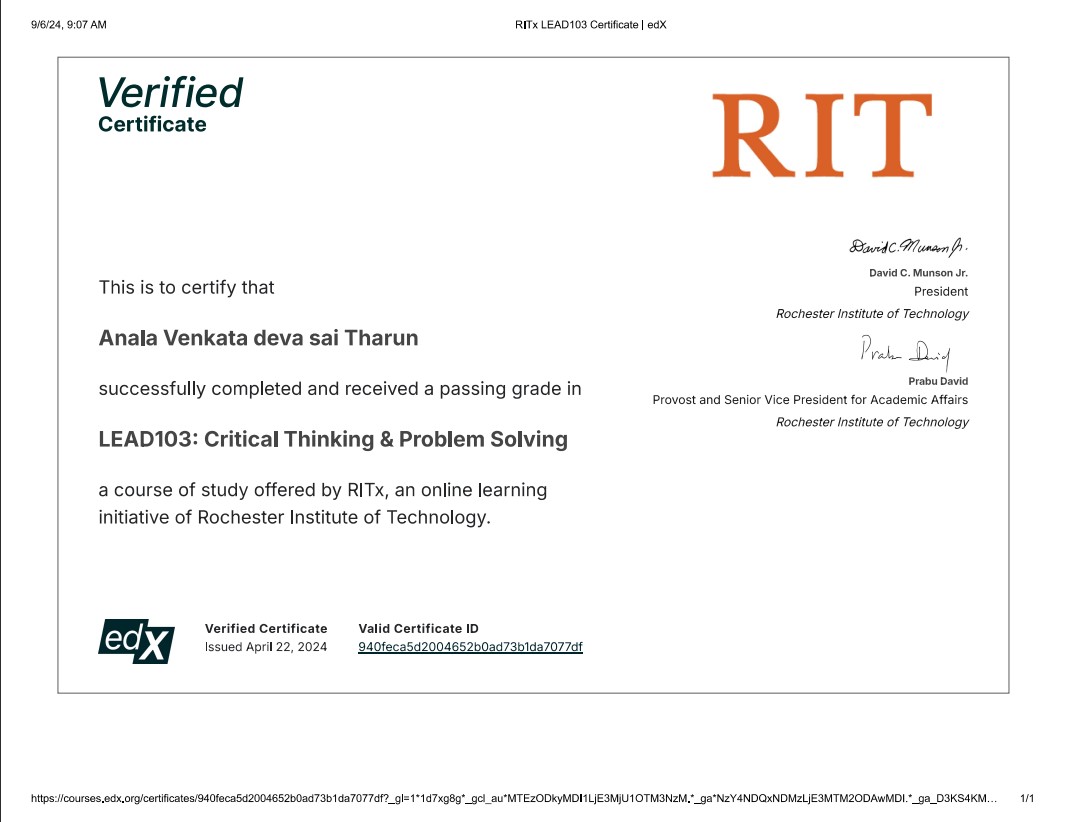 9/6/24, 9:07 AM
RITx LEAD103 Certificate | edX
Verified
Certificate
RIT
David C. Munson Jr.
David C. Munson Jr.
President
Rochester Institute of Technology
Prabu David
Prabu David
Provost and Senior Vice President for Academic Affairs
Rochester Institute of Technology
This is to certify that
Anala Venkata deva sai Tharun
successfully completed and received a passing grade in
LEAD103: Critical Thinking & Problem Solving
a course of study offered by RITx, an online learning
initiative of Rochester Institute of Technology.
edX
Verified Certificate
Issued April 22, 2024
Valid Certificate ID
940feca5d2004652b0ad73b1da7077df
https://courses.edx.org/certificates/940feca5d2004652b0ad73b1da7077df?_gl=1*1d7xg8g*_gcl_au*MTEzODkyMDI1LjE3MjU1OTM3NzM.*_ga*NzY4NDQxNDMzLjE3MTM2ODAwMDI.*_ga_D3KS4KM…
1/1